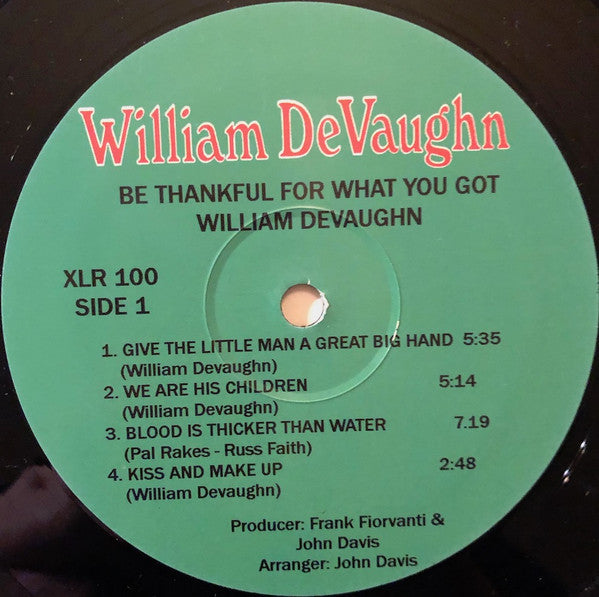 William DeVaughn
BE THANKFUL FOR WHAT YOU GOT
WILLIAM DEVAUGHN
XLR 100
SIDE 1
1. GIVE THE LITTLE MAN A GREAT BIG HAND 5:35
(William Devaughn)
2. WE ARE HIS CHILDREN 5:14
(William Devaughn)
3. BLOOD IS THICKER THAN WATER 7.19
(Pal Rakes - Russ Faith)
4. KISS AND MAKE UP 2:48
(William Devaughn)
Producer: Frank Fiorvanti &
John Davis
Arranger: John Davis